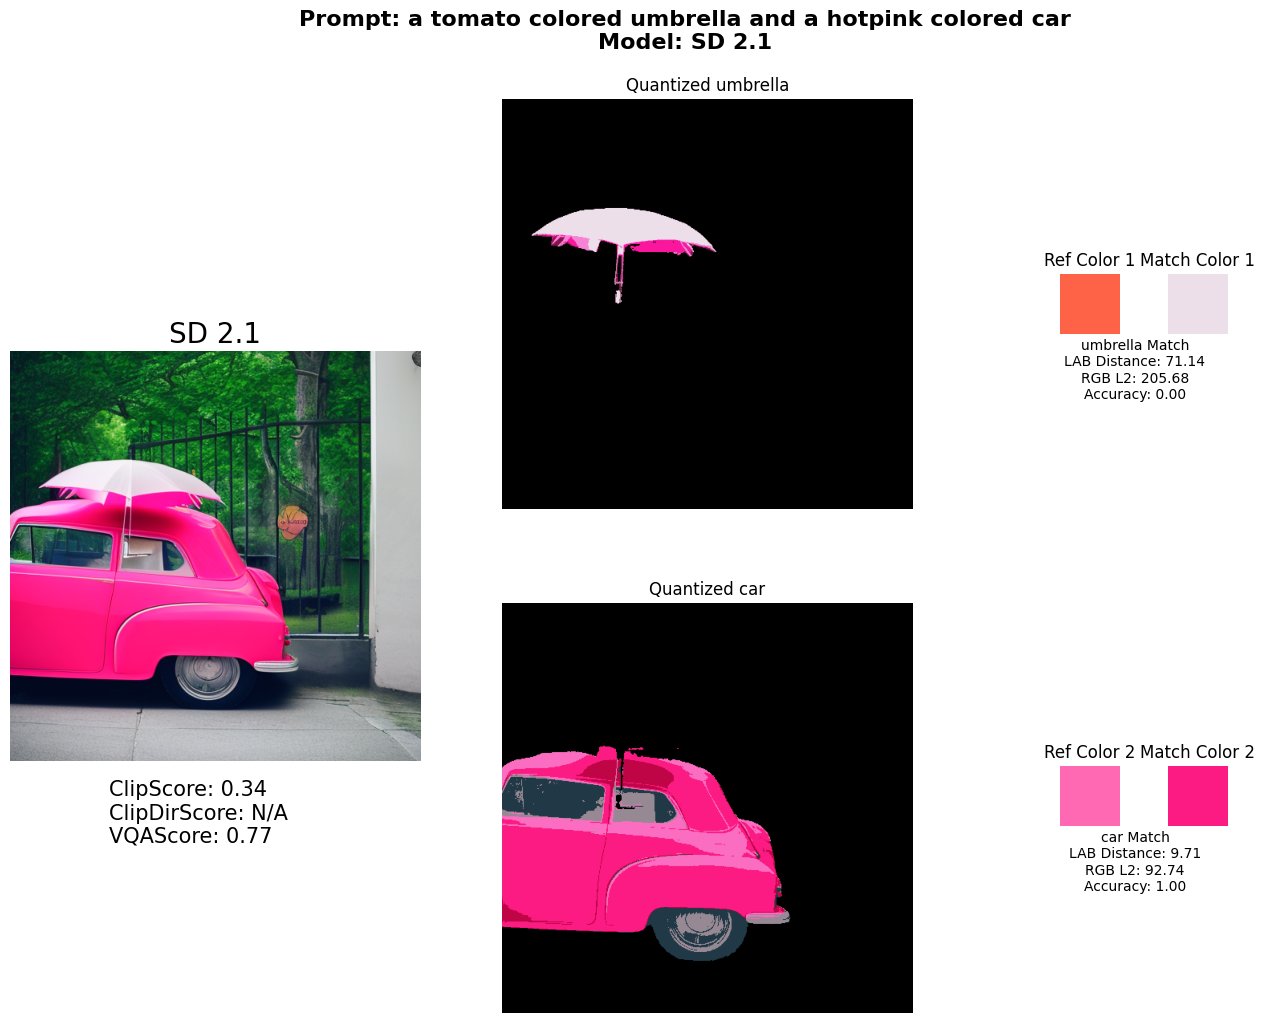 Prompt: a tomato colored umbrella and a hotpink colored car
Model: SD 2.1
Quantized umbrella
Ref Color 1 Match Color 1
umbrella Match
LAB Distance: 71.14
RGB L2: 205.68
Accuracy: 0.00
SD 2.1
ClipScore: 0.34
ClipDirScore: N/A
VQAScore: 0.77
Quantized car
Ref Color 2 Match Color 2
car Match
LAB Distance: 9.71
RGB L2: 92.74
Accuracy: 1.00